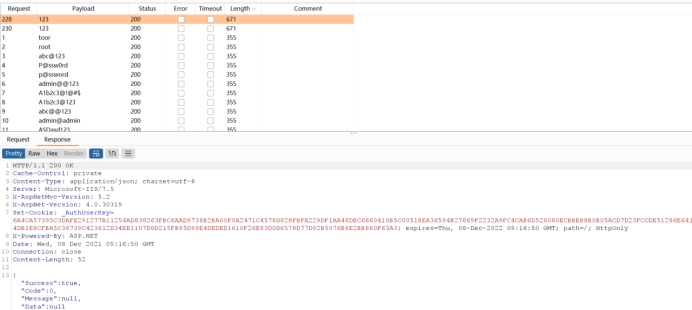 Request Payload Status Error Timeout Length Comment
228 123 200 671
230 123 200 671
1 toor 200 355
2 root 200 355
3 abc@123 200 355
4 P@ssw0rd 200 355
5 p@ssword 200 355
6 admin@@123 200 355
7 A1b2c3@!@#$ 200 355
8 A1b2c3@123 200 355
9 abc@@123 200 355
10 admin@admin 200 355
11 ASDasd123 200 355
Request Response
Pretty Raw Hex Render \n
1 HTTP/1.1 200 OK
2 Cache-Control: private
3 Content-Type: application/json; charset=utf-8
4 Server: Microsoft-IIS/7.5
5 X-AspNetMvc-Version: 5.2
6 X-AspNet-Version: 4.0.30319
7 Set-Cookie: _AuthUserKey=
expires=Thu, 08-Dec-2022 09:16:50 GMT; path=/; HttpOnly
8 X-Powered-By: ASP.NET
9 Date: Wed, 08 Dec 2021 09:16:50 GMT
10 Connection: close
11 Content-Length: 52
12
13 {
"Success":true,
"Code":0,
"Message":null,
"Data":null